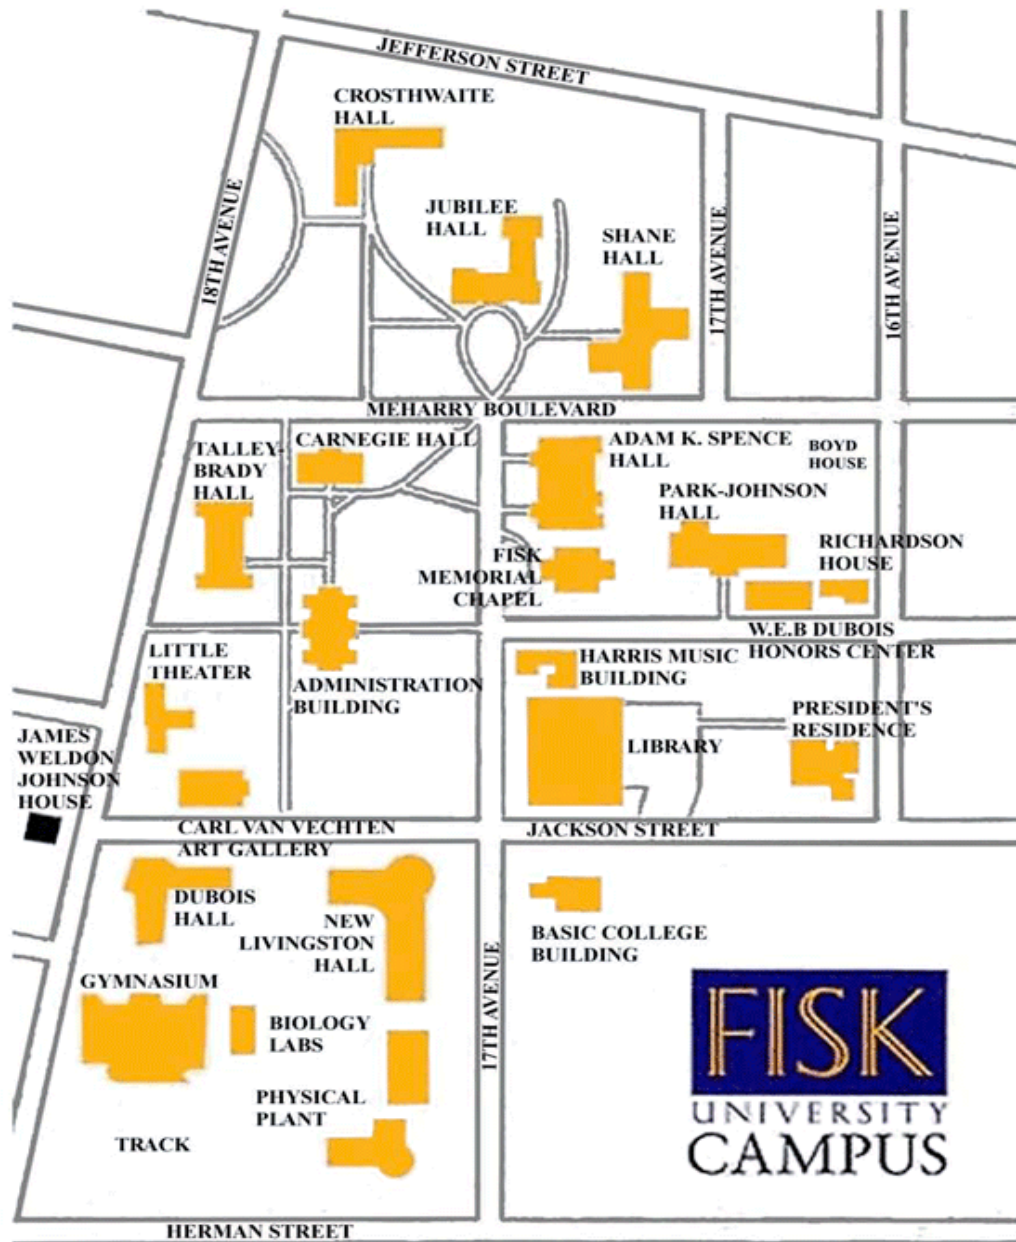 JEFFERSON STREET
CROSTHWAITE
HALL
18TH AVENUE
JUBILEE
HALL
SHANE
HALL
17TH AVENUE
16TH AVENUE
MEHARRY BOULEVARD
TALLEY-
BRADY
HALL
CARNEGIE HALL
ADAM K. SPENCE
HALL
BOYD
HOUSE
PARK-JOHNSON
HALL
FISK
MEMORIAL
CHAPEL
RICHARDSON
HOUSE
W.E.B DUBOIS
HONORS CENTER
LITTLE
THEATER
ADMINISTRATION
BUILDING
HARRIS MUSIC
BUILDING
LIBRARY
PRESIDENT'S
RESIDENCE
JAMES
WELDON
JOHNSON
HOUSE
CARL VAN VECHTEN
ART GALLERY
JACKSON STREET
DUBOIS
HALL
NEW
LIVINGSTON
HALL
17TH AVENUE
BASIC COLLEGE
BUILDING
GYMNASIUM
BIOLOGY
LABS
PHYSICAL
PLANT
TRACK
HERMAN STREET
FISK
UNIVERSITY
CAMPUS